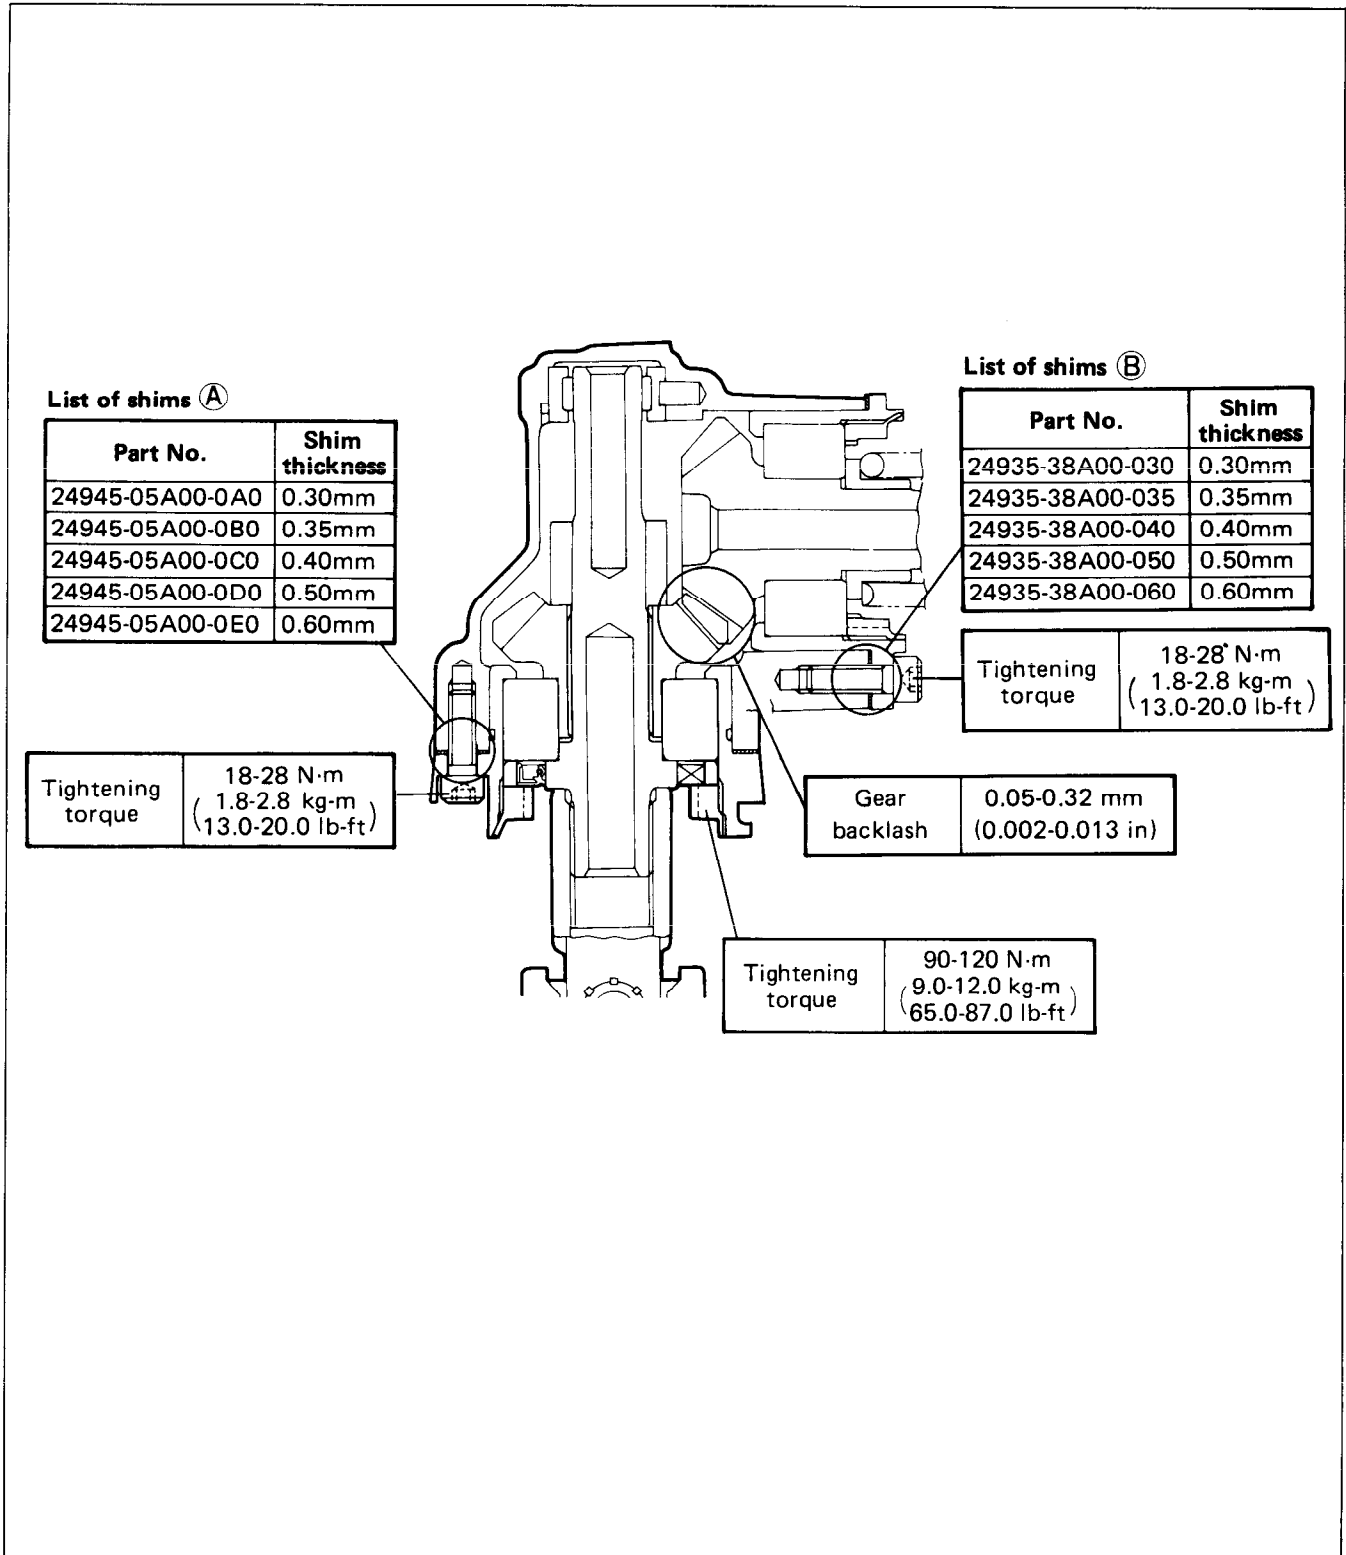 List of shims Ⓐ
Part No. Shim thickness
24945-05A00-0A0 0.30mm
24945-05A00-0B0 0.35mm
24945-05A00-0C0 0.40mm
24945-05A00-0D0 0.50mm
24945-05A00-0E0 0.60mm
List of shims Ⓑ
Part No. Shim thickness
24935-38A00-030 0.30mm
24935-38A00-035 0.35mm
24935-38A00-040 0.40mm
24935-38A00-050 0.50mm
24935-38A00-060 0.60mm
Tightening torque
18-28 N·m
(1.8-2.8 kg-m
13.0-20.0 lb-ft)
Tightening torque
18-28 N·m
(1.8-2.8 kg-m
13.0-20.0 lb-ft)
Gear backlash
0.05-0.32 mm
(0.002-0.013 in)
Tightening torque
90-120 N·m
(9.0-12.0 kg-m
65.0-87.0 lb-ft)